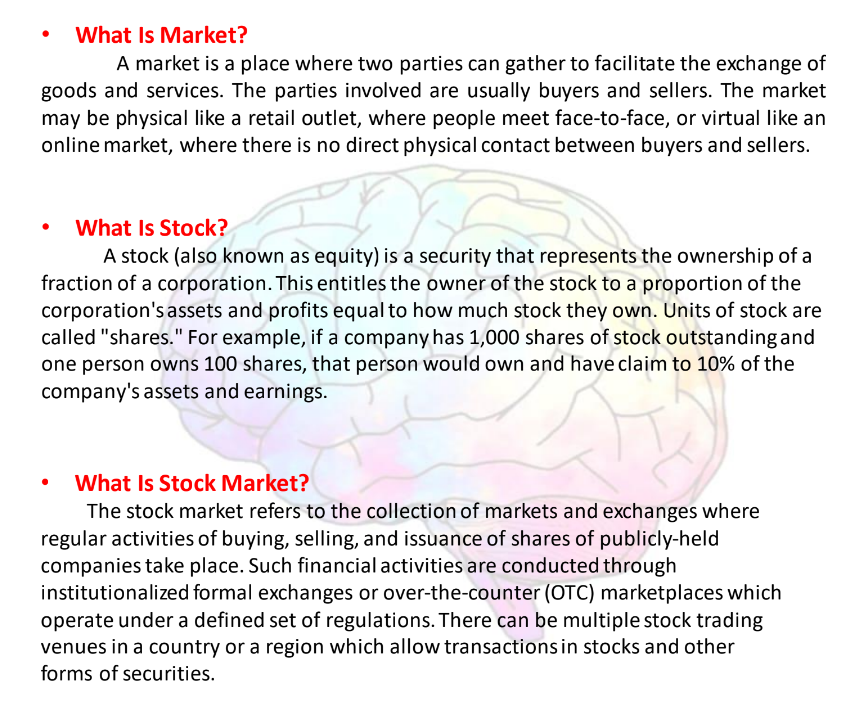 • What Is Market?
A market is a place where two parties can gather to facilitate the exchange of
goods and services. The parties involved are usually buyers and sellers. The market
may be physical like a retail outlet, where people meet face-to-face, or virtual like an
online market, where there is no direct physical contact between buyers and sellers.
• What Is Stock?
A stock (also known as equity) is a security that represents the ownership of a
fraction of a corporation. This entitles the owner of the stock to a proportion of the
corporation's assets and profits equal to how much stock they own. Units of stock are
called "shares." For example, if a company has 1,000 shares of stock outstanding and
one person owns 100 shares, that person would own and have claim to 10% of the
company's assets and earnings.
• What Is Stock Market?
The stock market refers to the collection of markets and exchanges where
regular activities of buying, selling, and issuance of shares of publicly-held
companies take place. Such financial activities are conducted through
institutionalized formal exchanges or over-the-counter (OTC) marketplaces which
operate under a defined set of regulations. There can be multiple stock trading
venues in a country or a region which allow transactions in stocks and other
forms of securities.